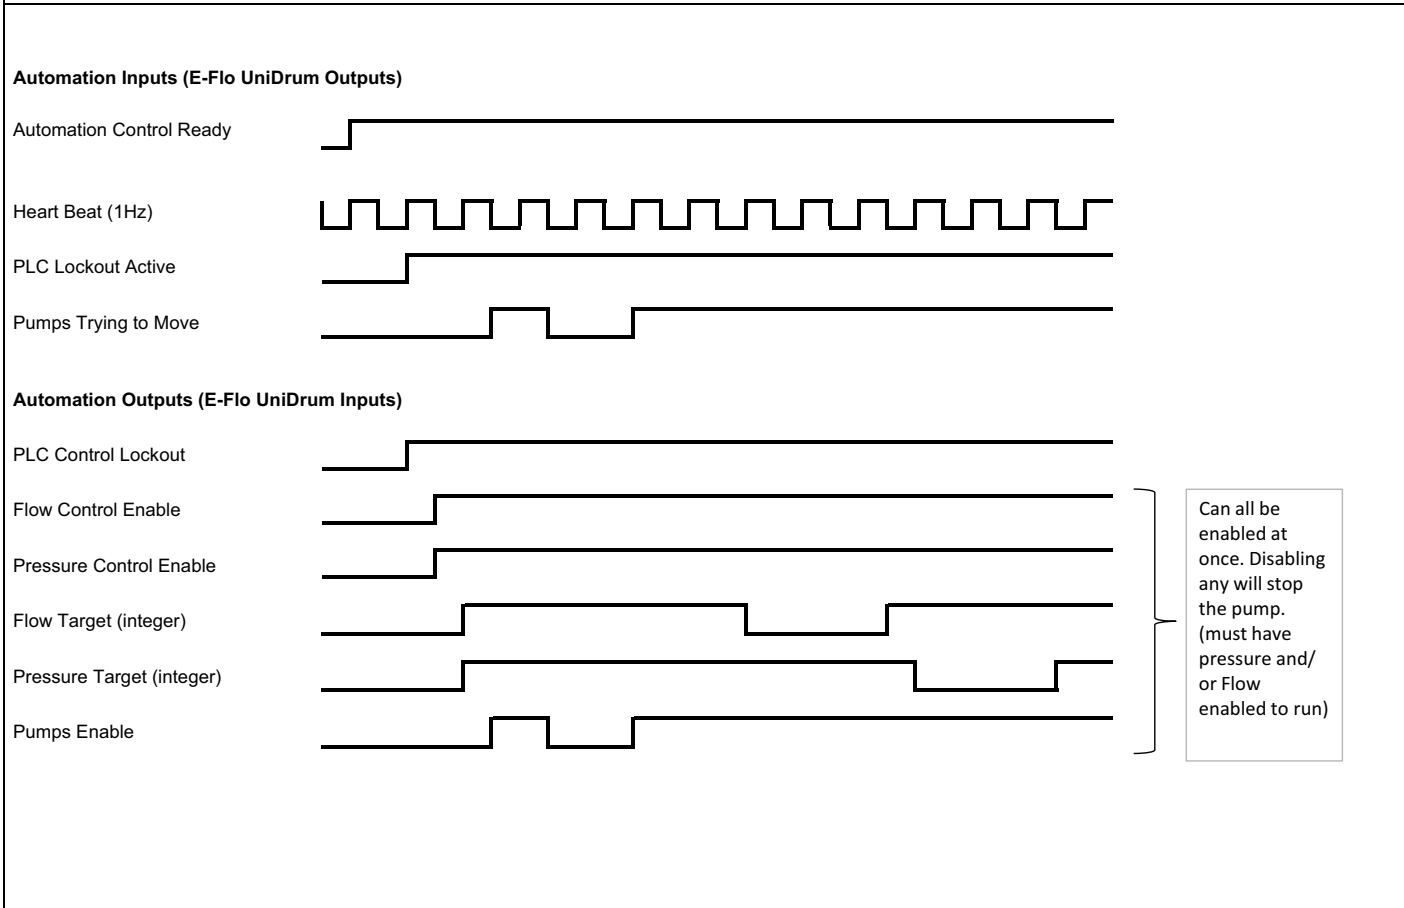 Automation Inputs (E-Flo UniDrum Outputs)
Automation Control Ready
Heart Beat (1Hz)
PLC Lockout Active
Pumps Trying to Move
Automation Outputs (E-Flo UniDrum Inputs)
PLC Control Lockout
Flow Control Enable
Pressure Control Enable
Flow Target (integer)
Pressure Target (integer)
Pumps Enable
Can all be
enabled at
once. Disabling
any will stop
the pump.
(must have
pressure and/
or Flow
enabled to run)